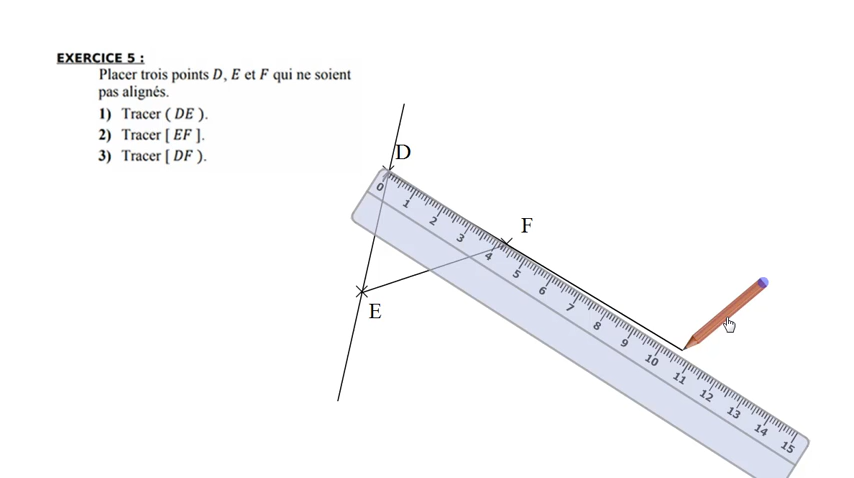 EXERCICE 5 :
Placer trois points D, E et F qui ne soient
pas alignés.
1) Tracer ( DE ).
2) Tracer [ EF ].
3) Tracer [ DF ).
D
F
E
0 1 2 3 4 5 6 7 8 9 10 11 12 13 14 15